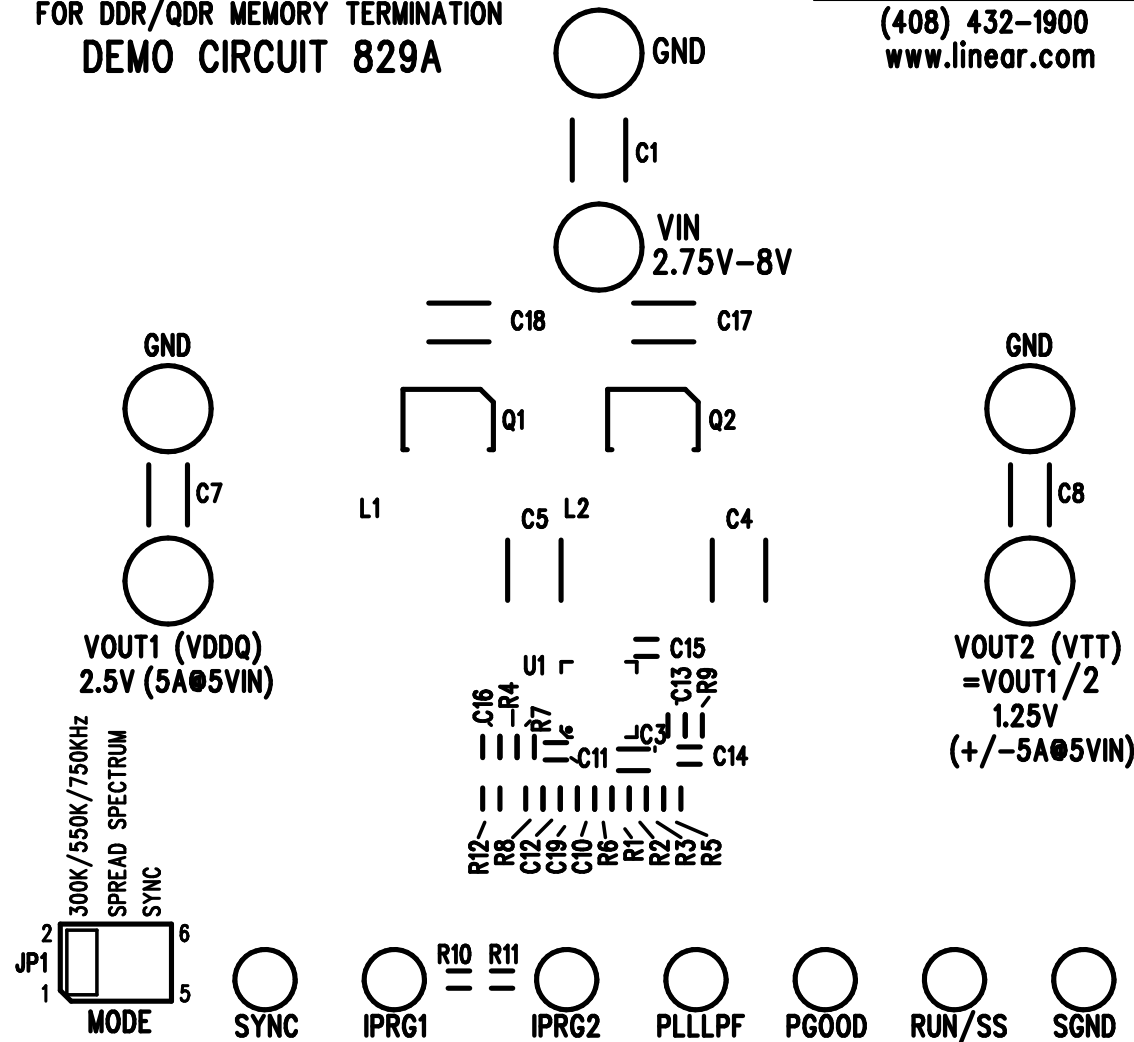 FOR DDR/QDR MEMORY TERMINATION
DEMO CIRCUIT 829A
(408) 432-1900
www.linear.com
GND
C1
VIN
2.75V-8V
C18
C17
GND
GND
Q1
Q2
C7
C8
L1
C5
L2
C4
VOUT1 (VDDQ)
2.5V (5A@5VIN)
VOUT2 (VTT)
=VOUT1/2
1.25V
(+/-5A@5VIN)
U1
C15
C16
R4
R7
C13
R9
C3
C11
C14
R12
R8
C12
C19
C10
R6
R1
R2
R3
R5
300K/550K/750KHz
SPREAD SPECTRUM
SYNC
2
6
JP1
1
5
MODE
R10
R11
SYNC
IPRG1
IPRG2
PLLLPF
PGOOD
RUN/SS
SGND